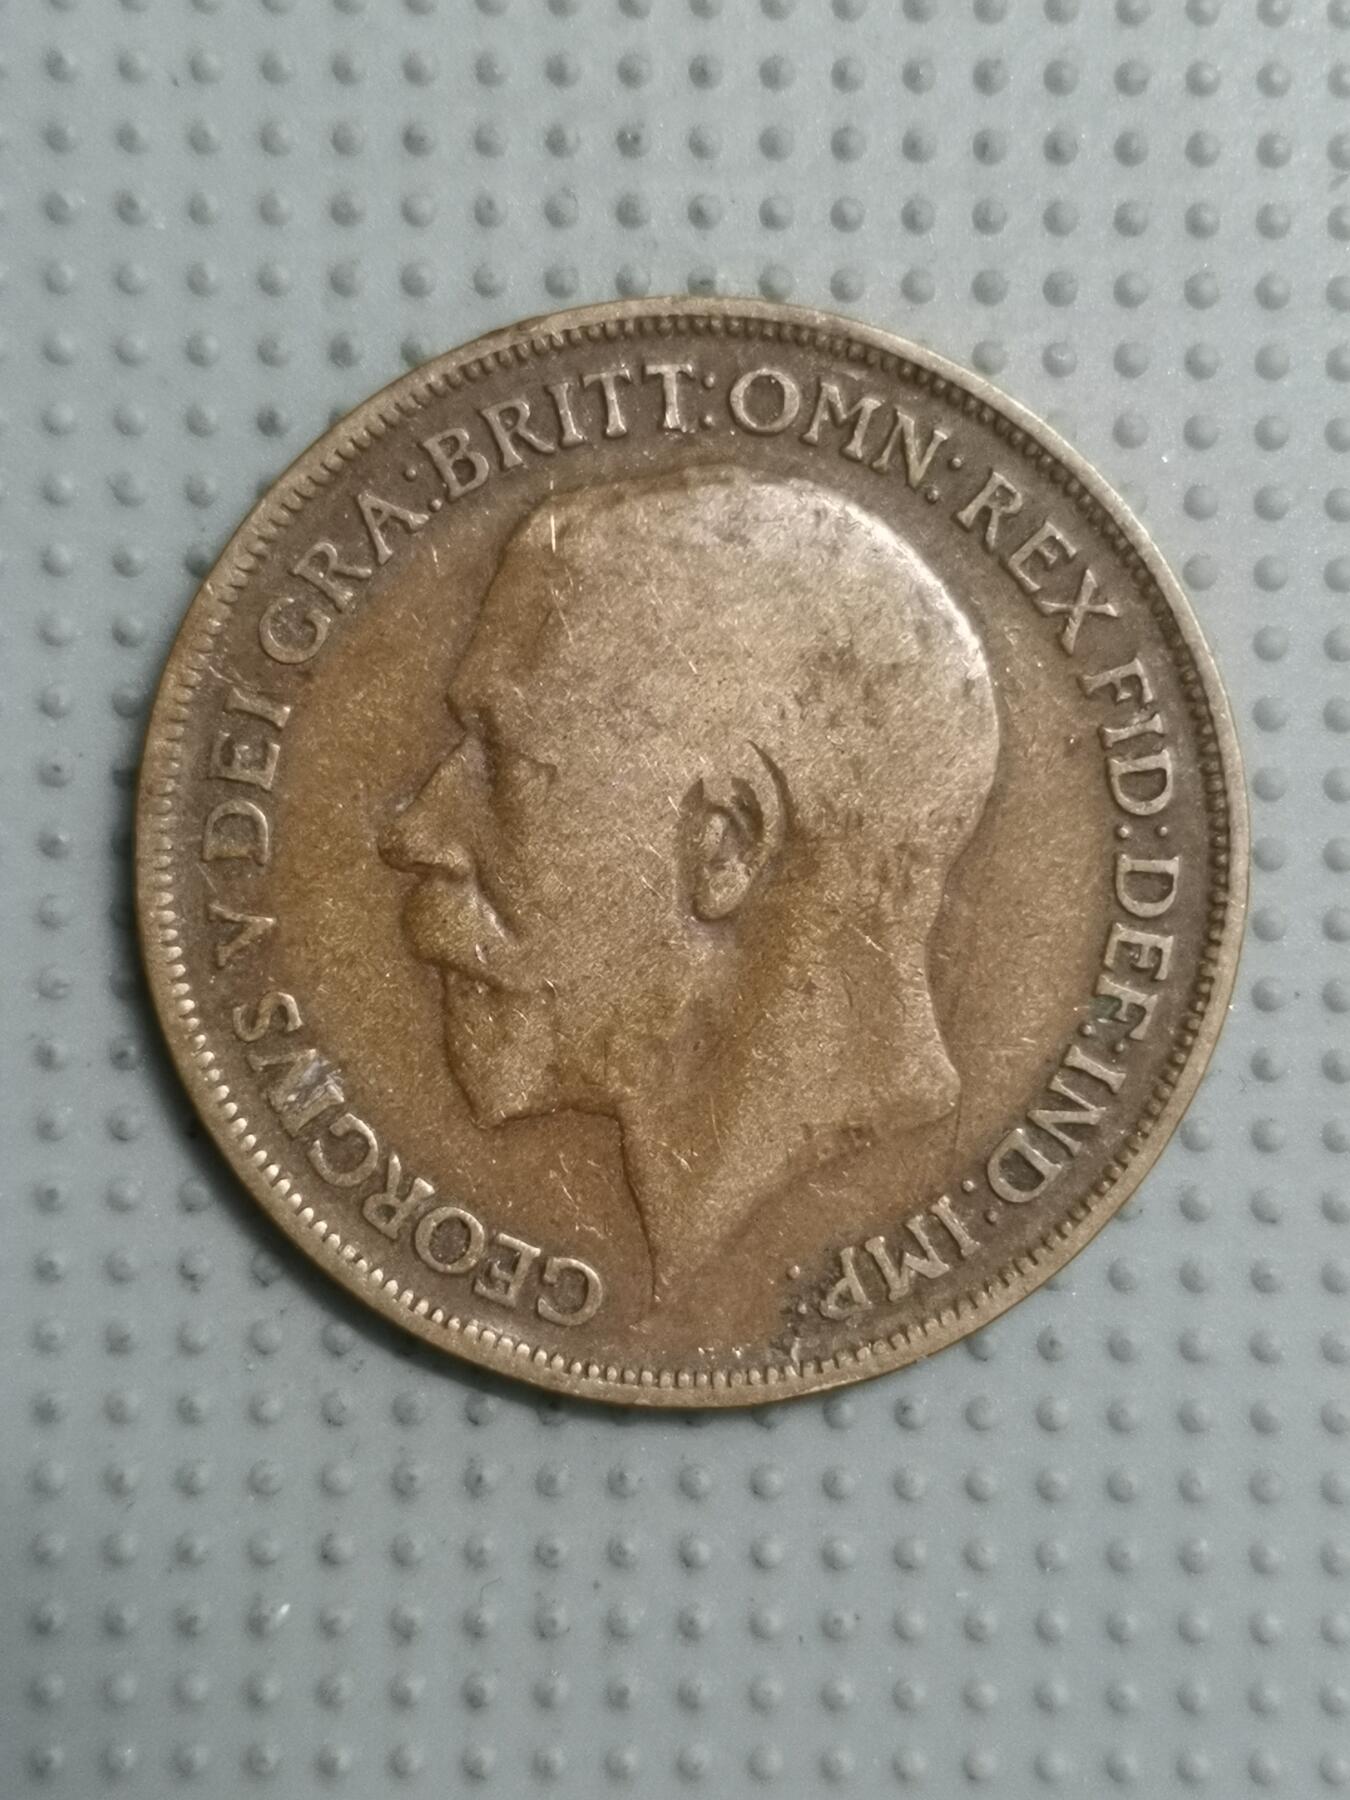 GEORGIVS V DEI GRA: BRITT: OMN: REX FID: DEF: IND: IMP: